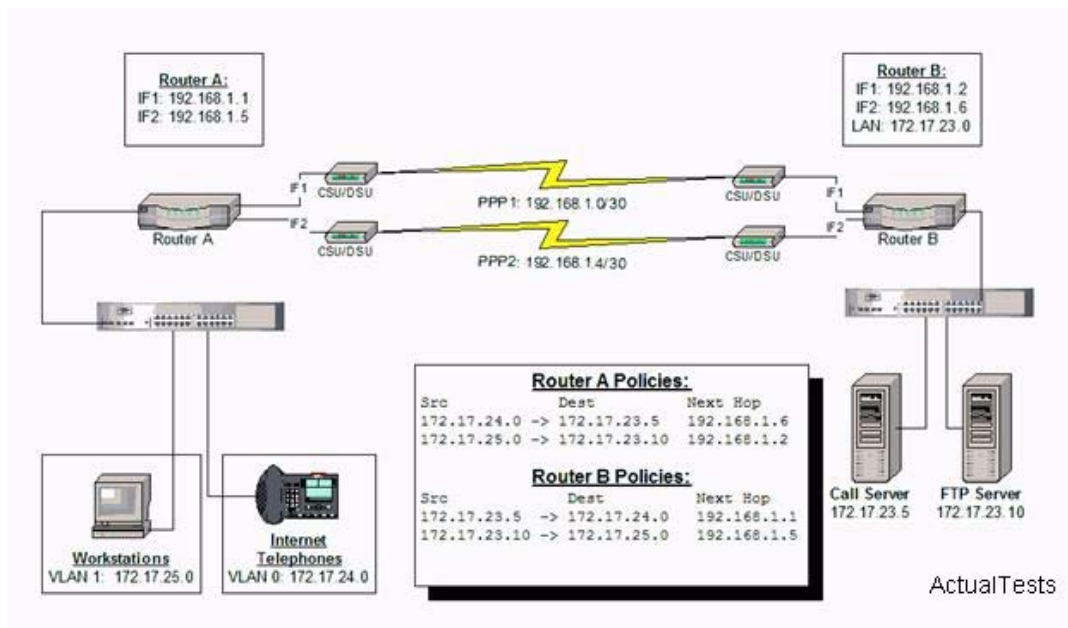 Router A:
IF1: 192.168.1.1
IF2: 192.168.1.5
Router B:
IF1: 192.168.1.2
IF2: 192.168.1.6
LAN: 172.17.23.0
IF1
CSU/DSU
PPP1: 192.168.1.0/30
CSU/DSU
IF1
Router A
IF2
CSU/DSU
PPP2: 192.168.1.4/30
CSU/DSU
IF2
Router B
Router A Policies:
Src Dest Next Hop
172.17.24.0 -> 172.17.23.5 192.168.1.6
172.17.25.0 -> 172.17.23.10 192.168.1.2
Router B Policies:
Src Dest Next Hop
172.17.23.5 -> 172.17.24.0 192.168.1.1
172.17.23.10 -> 172.17.25.0 192.168.1.5
Call Server
172.17.23.5
FTP Server
172.17.23.10
Workstations
VLAN 1: 172.17.25.0
Internet
Telephones
VLAN 0: 172.17.24.0
ActualTests